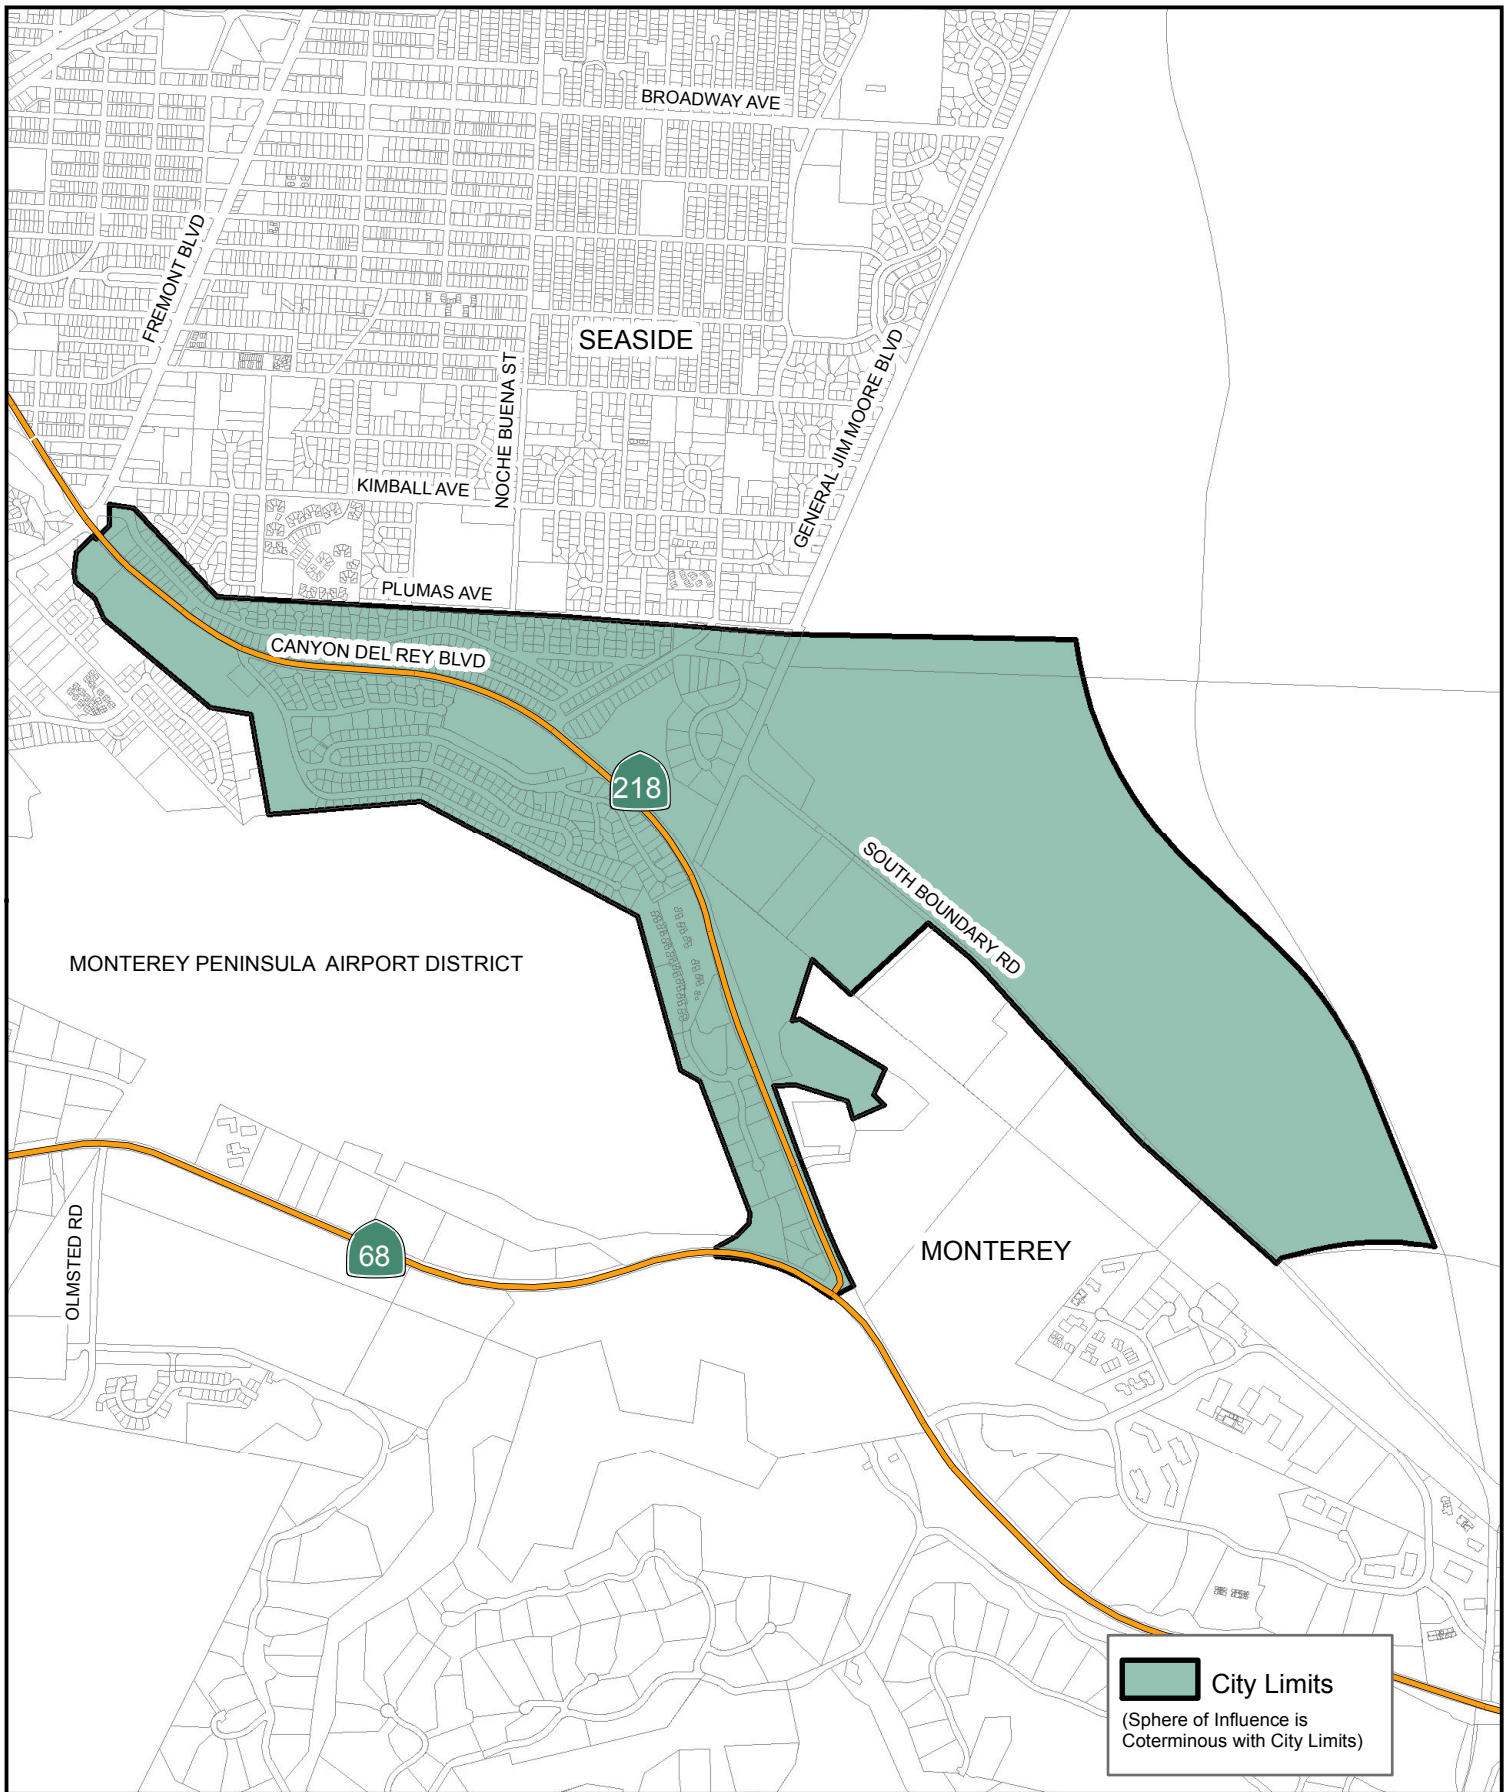 BROADWAY AVE
FREMONT BLVD
SEASIDE
NOCHE BUENA ST
GENERAL JIM MOORE BLVD
KIMBALL AVE
PLUMAS AVE
CANYON DEL REY BLVD
218
SOUTH BOUNDARY RD
MONTEREY PENINSULA AIRPORT DISTRICT
OLMSTED RD
68
MONTEREY
City Limits
(Sphere of Influence is
Coterminous with City Limits)